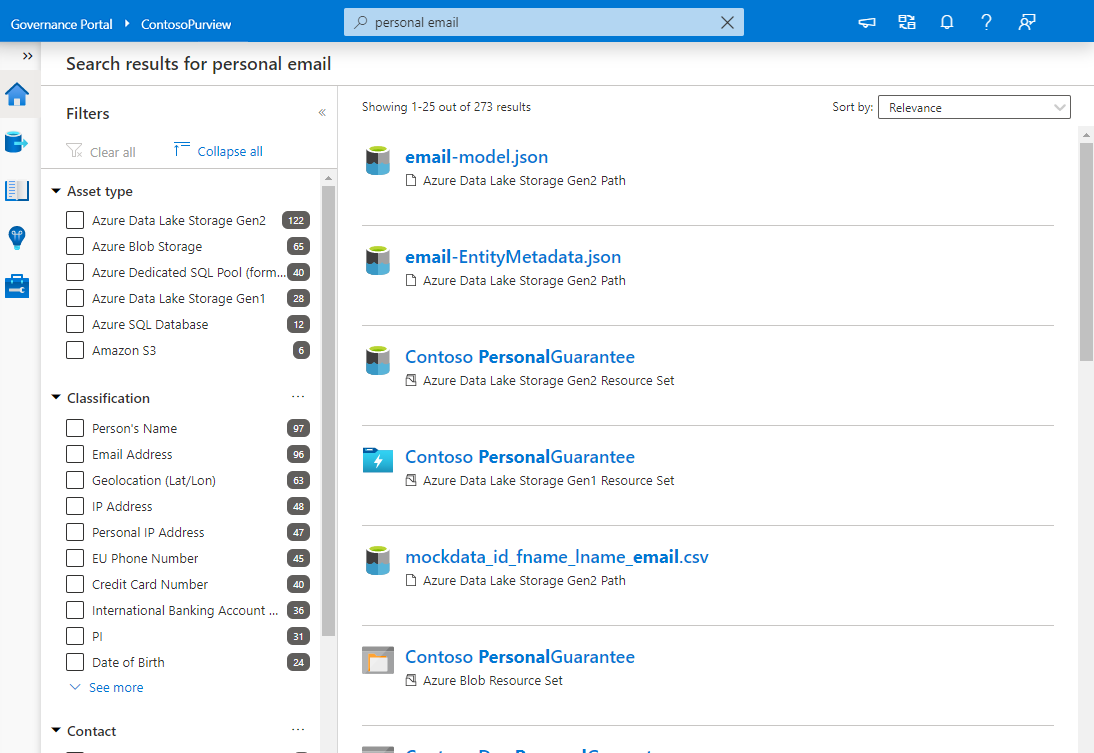 Governance Portal ContosoPurview
personal email
Search results for personal email
Filters
Clear all Collapse all
Asset type
Azure Data Lake Storage Gen2 122
Azure Blob Storage 65
Azure Dedicated SQL Pool (form... 40
Azure Data Lake Storage Gen1 28
Azure SQL Database 12
Amazon S3 6
Classification ...
Person's Name 97
Email Address 96
Geolocation (Lat/Lon) 63
IP Address 48
Personal IP Address 47
EU Phone Number 45
Credit Card Number 40
International Banking Account ... 36
PI 31
Date of Birth 24
See more
Contact ...
Showing 1-25 out of 273 results
Sort by: Relevance
email-model.json
Azure Data Lake Storage Gen2 Path
email-EntityMetadata.json
Azure Data Lake Storage Gen2 Path
Contoso PersonalGuarantee
Azure Data Lake Storage Gen2 Resource Set
Contoso PersonalGuarantee
Azure Data Lake Storage Gen1 Resource Set
mockdata_id_fname_lname_email.csv
Azure Data Lake Storage Gen2 Path
Contoso PersonalGuarantee
Azure Blob Resource Set